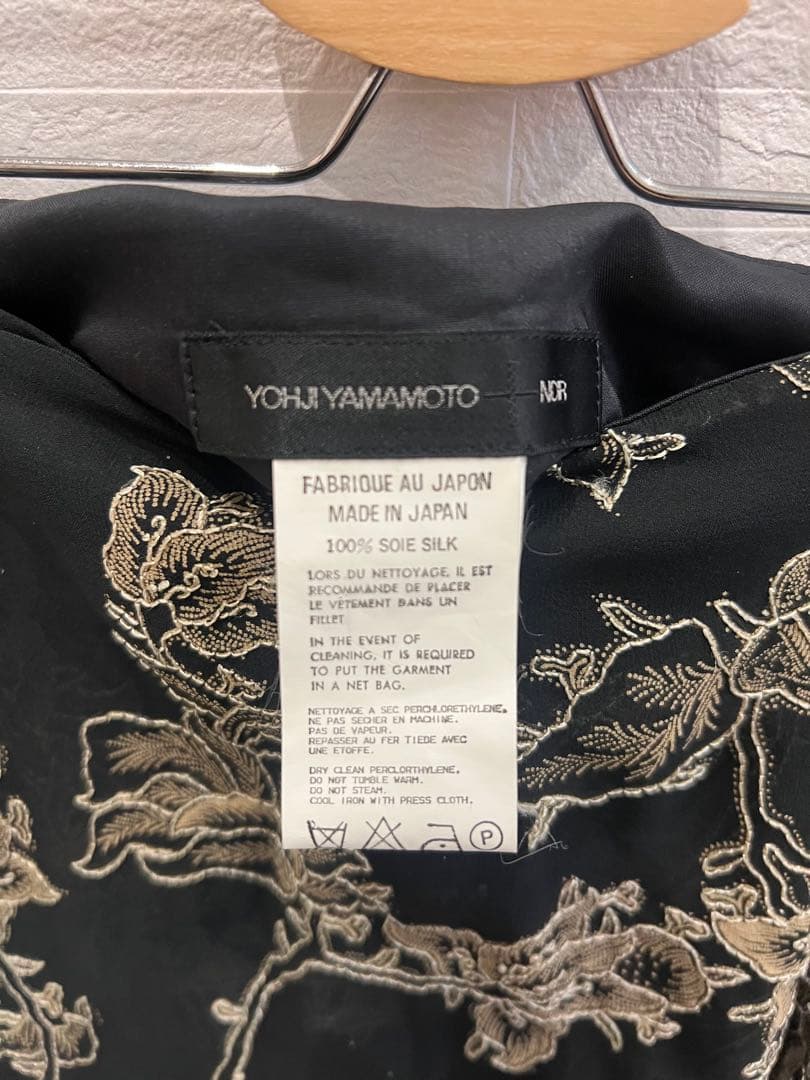 YOHJI YAMAMOTO NOIR
FABRIQUE AU JAPON
MADE IN JAPAN
100% SOIE SILK
LORS DU NETTOYAGE, IL EST
RECOMMANDE DE PLACER
LE VÊTEMENT DANS UN
FILLET
IN THE EVENT OF
CLEANING, IT IS REQUIRED
TO PUT THE GARMENT
IN A NET BAG.
NETTOYAGE A SEC PERCHLORETHYLENE.
NE PAS SECHER EN MACHINE.
PAS DE VAPEUR.
REPASSER AU FER TIEDE AVEC
UNE ETOFFE.
DRY CLEAN PERCLORTHYLENE.
DO NOT TUMBLE WARM.
DO NOT STEAM.
COOL IRON WITH PRESS CLOTH.
P